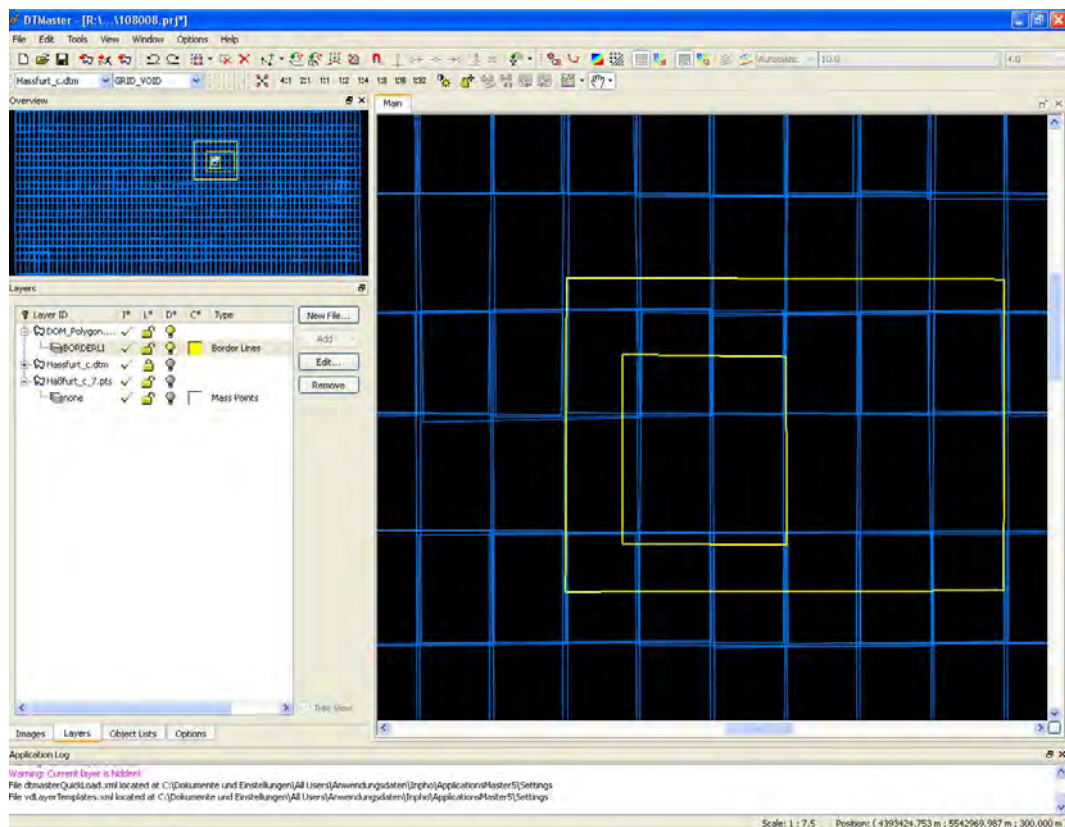 DTMaster - [R:\...\108008.prj*]
File Edit Tools View Window Options Help
Automatic 10.0 4.0
Hassfurt_c.dtm GRID_VOID 4:1 2:1 1:1 1:2 1:4 1:8 1:16 1:32
Overview
Main
Layers
Layer ID I* L* D* C* Type
DOM_Polygon....
BORDERLI Border Lines
Hassfurt_c.dtm
Haßfurt_c_7.pts
none Mass Points
New File...
Add
Edit...
Remove
Tree View
Images Layers Object Lists Options
Application Log
Warning: Current layer is hidden!
File dtmasterQuickLoad.xml located at C:\Dokumente und Einstellungen\All Users\Anwendungsdaten\Inpho\ApplicationsMaster5\Settings
File vdLayerTemplates.xml located at C:\Dokumente und Einstellungen\All Users\Anwendungsdaten\Inpho\ApplicationsMaster5\Settings
Scale: 1 : 7.5 Position: ( 4393424.753 m ; 5542969.987 m ; 300.000 m